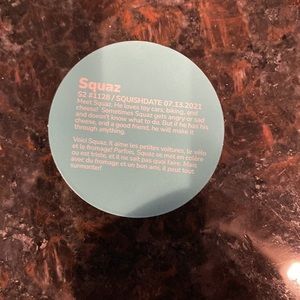 Squaz
S2 #1128 / SQUISHDATE 07.13.2021
Meet Squaz. He loves toy cars, biking, and
cheese! Sometimes Squaz gets angry or sad
and doesn't know what to do. But if he has his
cheese, and a good friend, he will make it
through anything.
Voici Squaz. Il aime les petites voitures, le vélo
et le fromage! Parfois, Squaz se met en colère
ou est triste, et il ne sait pas quoi faire. Mais
avec du fromage et un bon ami, il peut tout
surmonter!